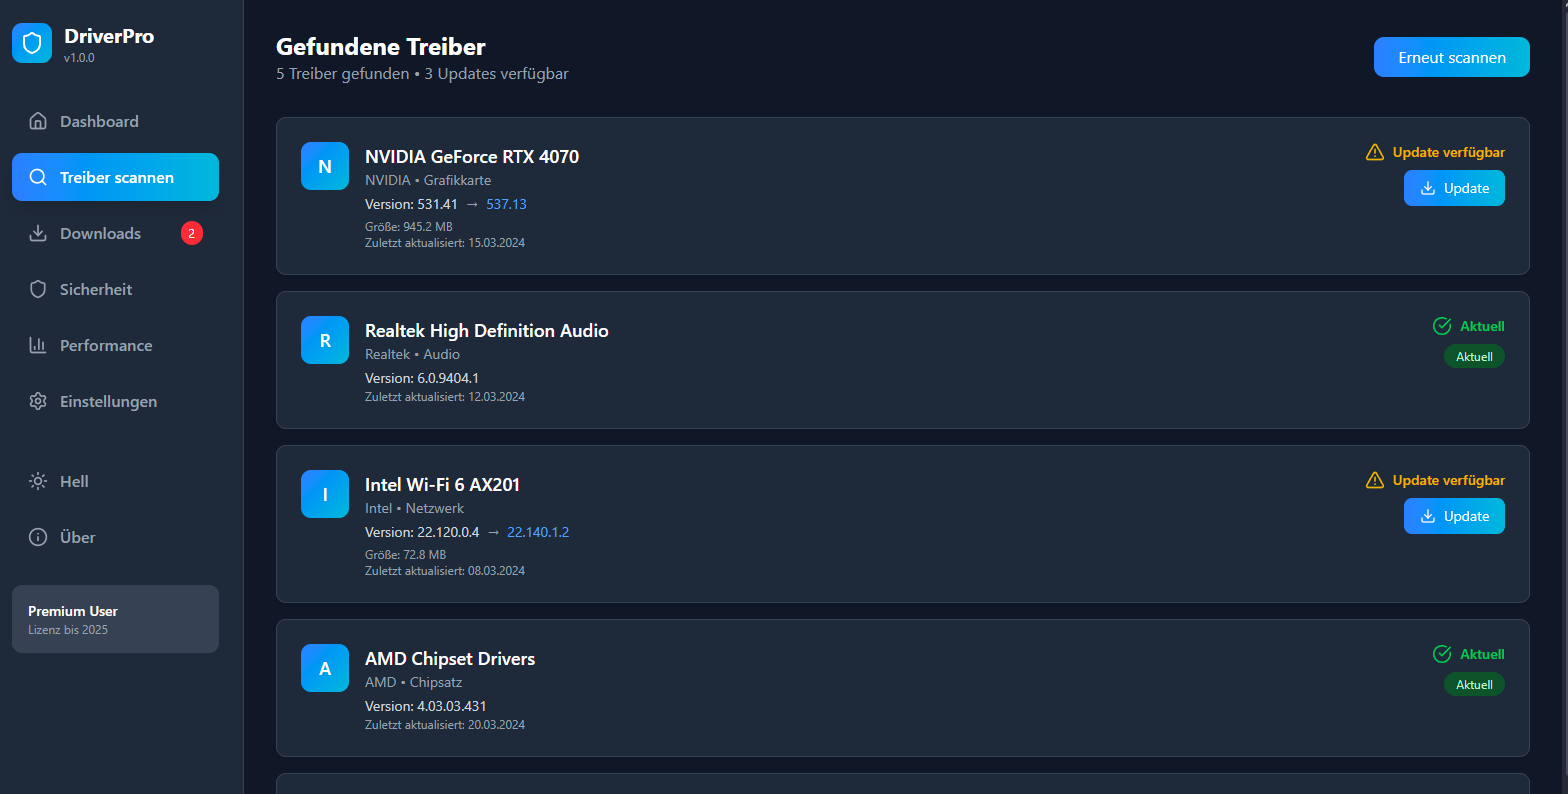 DriverPro
v1.0.0
Dashboard
Treiber scannen
Downloads 2
Sicherheit
Performance
Einstellungen
Hell
Über
Premium User
Lizenz bis 2025
Gefundene Treiber
5 Treiber gefunden • 3 Updates verfügbar
Erneut scannen
N
NVIDIA GeForce RTX 4070
NVIDIA • Grafikkarte
Version: 531.41 → 537.13
Größe: 945.2 MB
Zuletzt aktualisiert: 15.03.2024
Update verfügbar
Update
R
Realtek High Definition Audio
Realtek • Audio
Version: 6.0.9404.1
Zuletzt aktualisiert: 12.03.2024
Aktuell
Aktuell
I
Intel Wi-Fi 6 AX201
Intel • Netzwerk
Version: 22.120.0.4 → 22.140.1.2
Größe: 72.8 MB
Zuletzt aktualisiert: 08.03.2024
Update verfügbar
Update
A
AMD Chipset Drivers
AMD • Chipsatz
Version: 4.03.03.431
Zuletzt aktualisiert: 20.03.2024
Aktuell
Aktuell